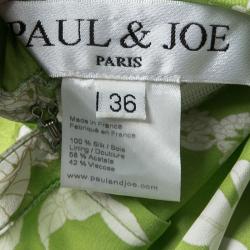 PAUL & JOE
PARIS
I 36
Made in France
Fabriqué en France
100 % Silk / Soie
Lining / Doublure
58 % Acetate
42 % Viscose
www.paulandjoe.com